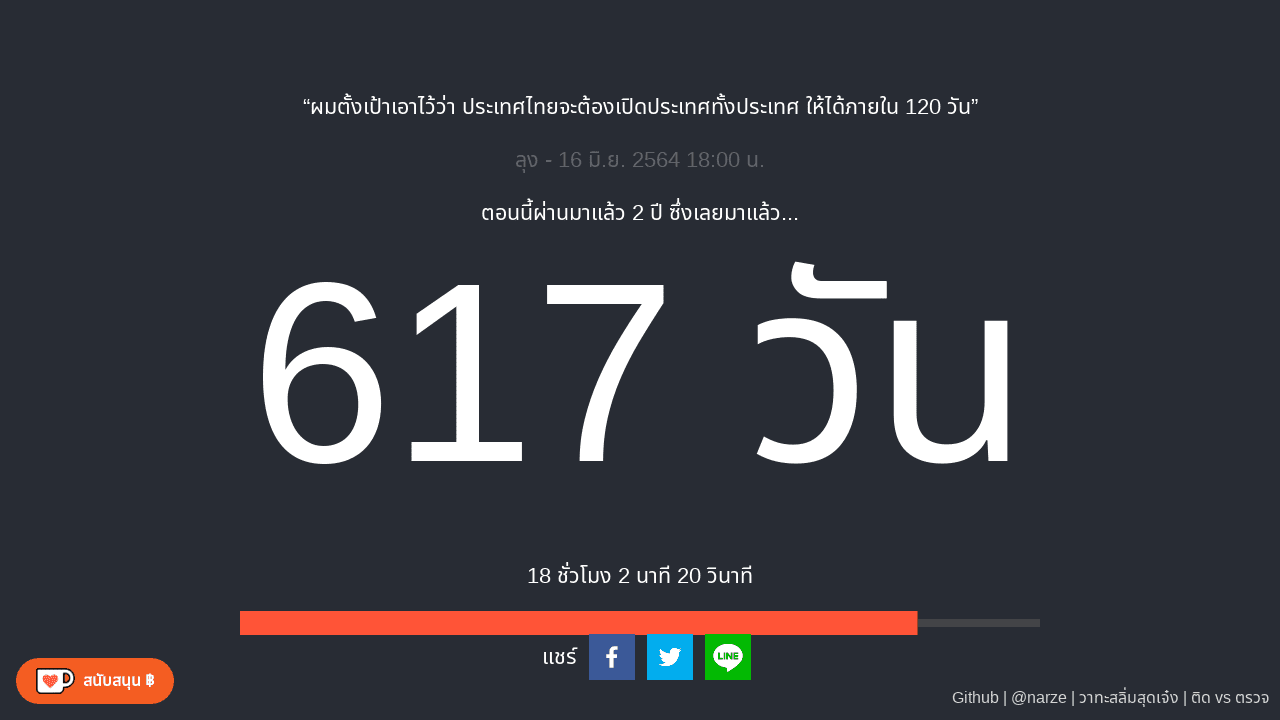 “ผมตั้งเป้าเอาไว้ว่า ประเทศไทยจะต้องเปิดประเทศทั้งประเทศ ให้ได้ภายใน 120 วัน”
ลุง - 16 มิ.ย. 2564 18:00 น.
ตอนนี้ผ่านมาแล้ว 2 ปี ซึ่งเลยมาแล้ว...
617 วัน
18 ชั่วโมง 2 นาที 20 วินาที
แชร์
LINE
สนับสนุน ฿
Github | @narze | วาทะสลิ่มสุดเจ๋ง | ติด vs ตรวจ